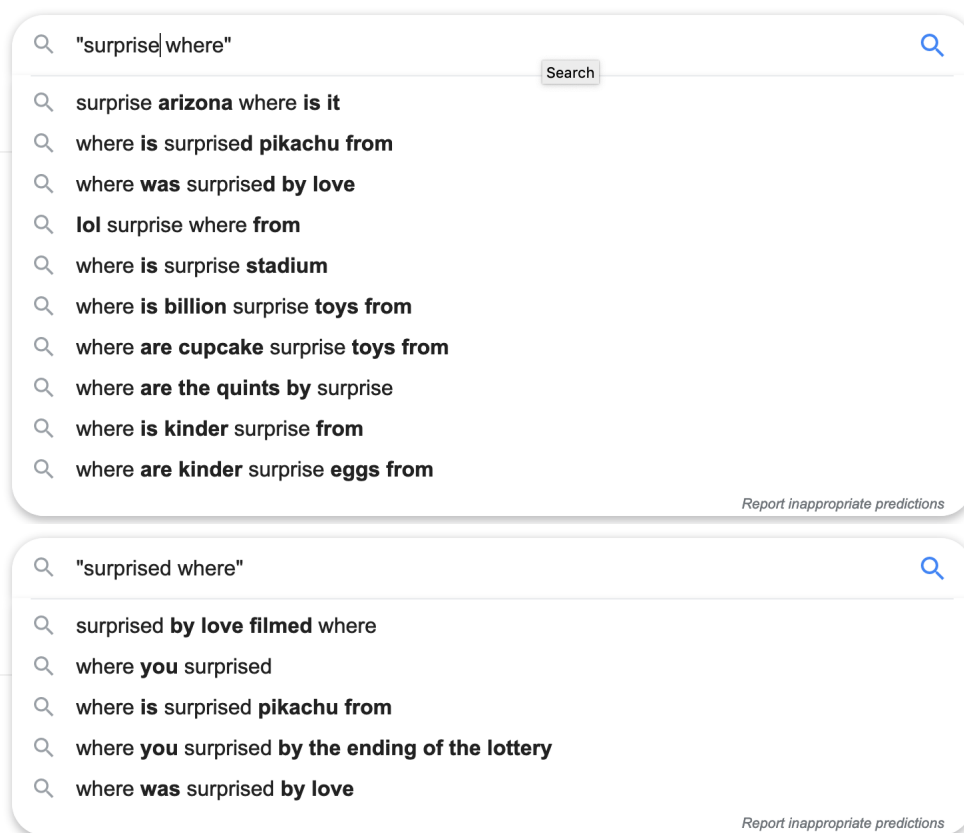 "surprise where"
Search
surprise arizona where is it
where is surprised pikachu from
where was surprised by love
lol surprise where from
where is surprise stadium
where is billion surprise toys from
where are cupcake surprise toys from
where are the quints by surprise
where is kinder surprise from
where are kinder surprise eggs from
Report inappropriate predictions
"surprised where"
surprised by love filmed where
where you surprised
where is surprised pikachu from
where you surprised by the ending of the lottery
where was surprised by love
Report inappropriate predictions